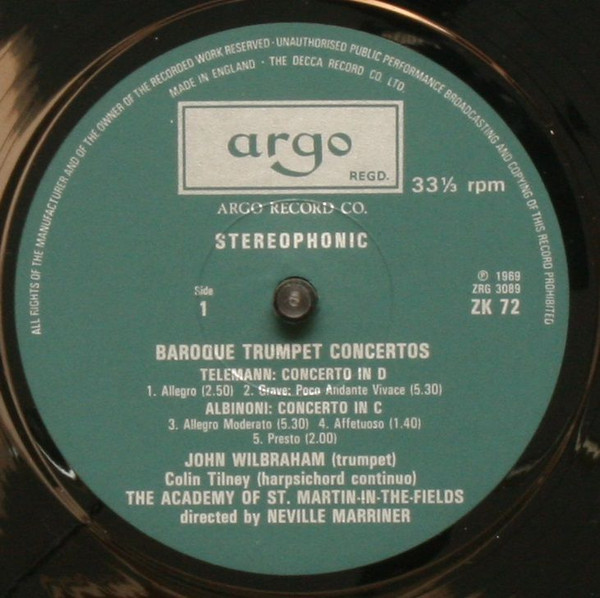 ALL RIGHTS OF THE MANUFACTURER AND OF THE OWNER OF THE RECORDED WORK RESERVED · UNAUTHORISED PUBLIC PERFORMANCE BROADCASTING AND COPYING OF THIS RECORD PROHIBITED
MADE IN ENGLAND · THE DECCA RECORD CO. LTD.
argo
REGD.
33⅓ rpm
ARGO RECORD CO.
STEREOPHONIC
Side
1
℗ 1969
ZRG 3089
ZK 72
BAROQUE TRUMPET CONCERTOS
TELEMANN: CONCERTO IN D
1. Allegro (2.50) 2. Grave; Poco Andante Vivace (5.30)
ALBINONI: CONCERTO IN C
3. Allegro Moderato (5.30) 4. Affetuoso (1.40)
5. Presto (2.00)
JOHN WILBRAHAM (trumpet)
Colin Tilney (harpsichord continuo)
THE ACADEMY OF ST. MARTIN-IN-THE-FIELDS
directed by NEVILLE MARRINER